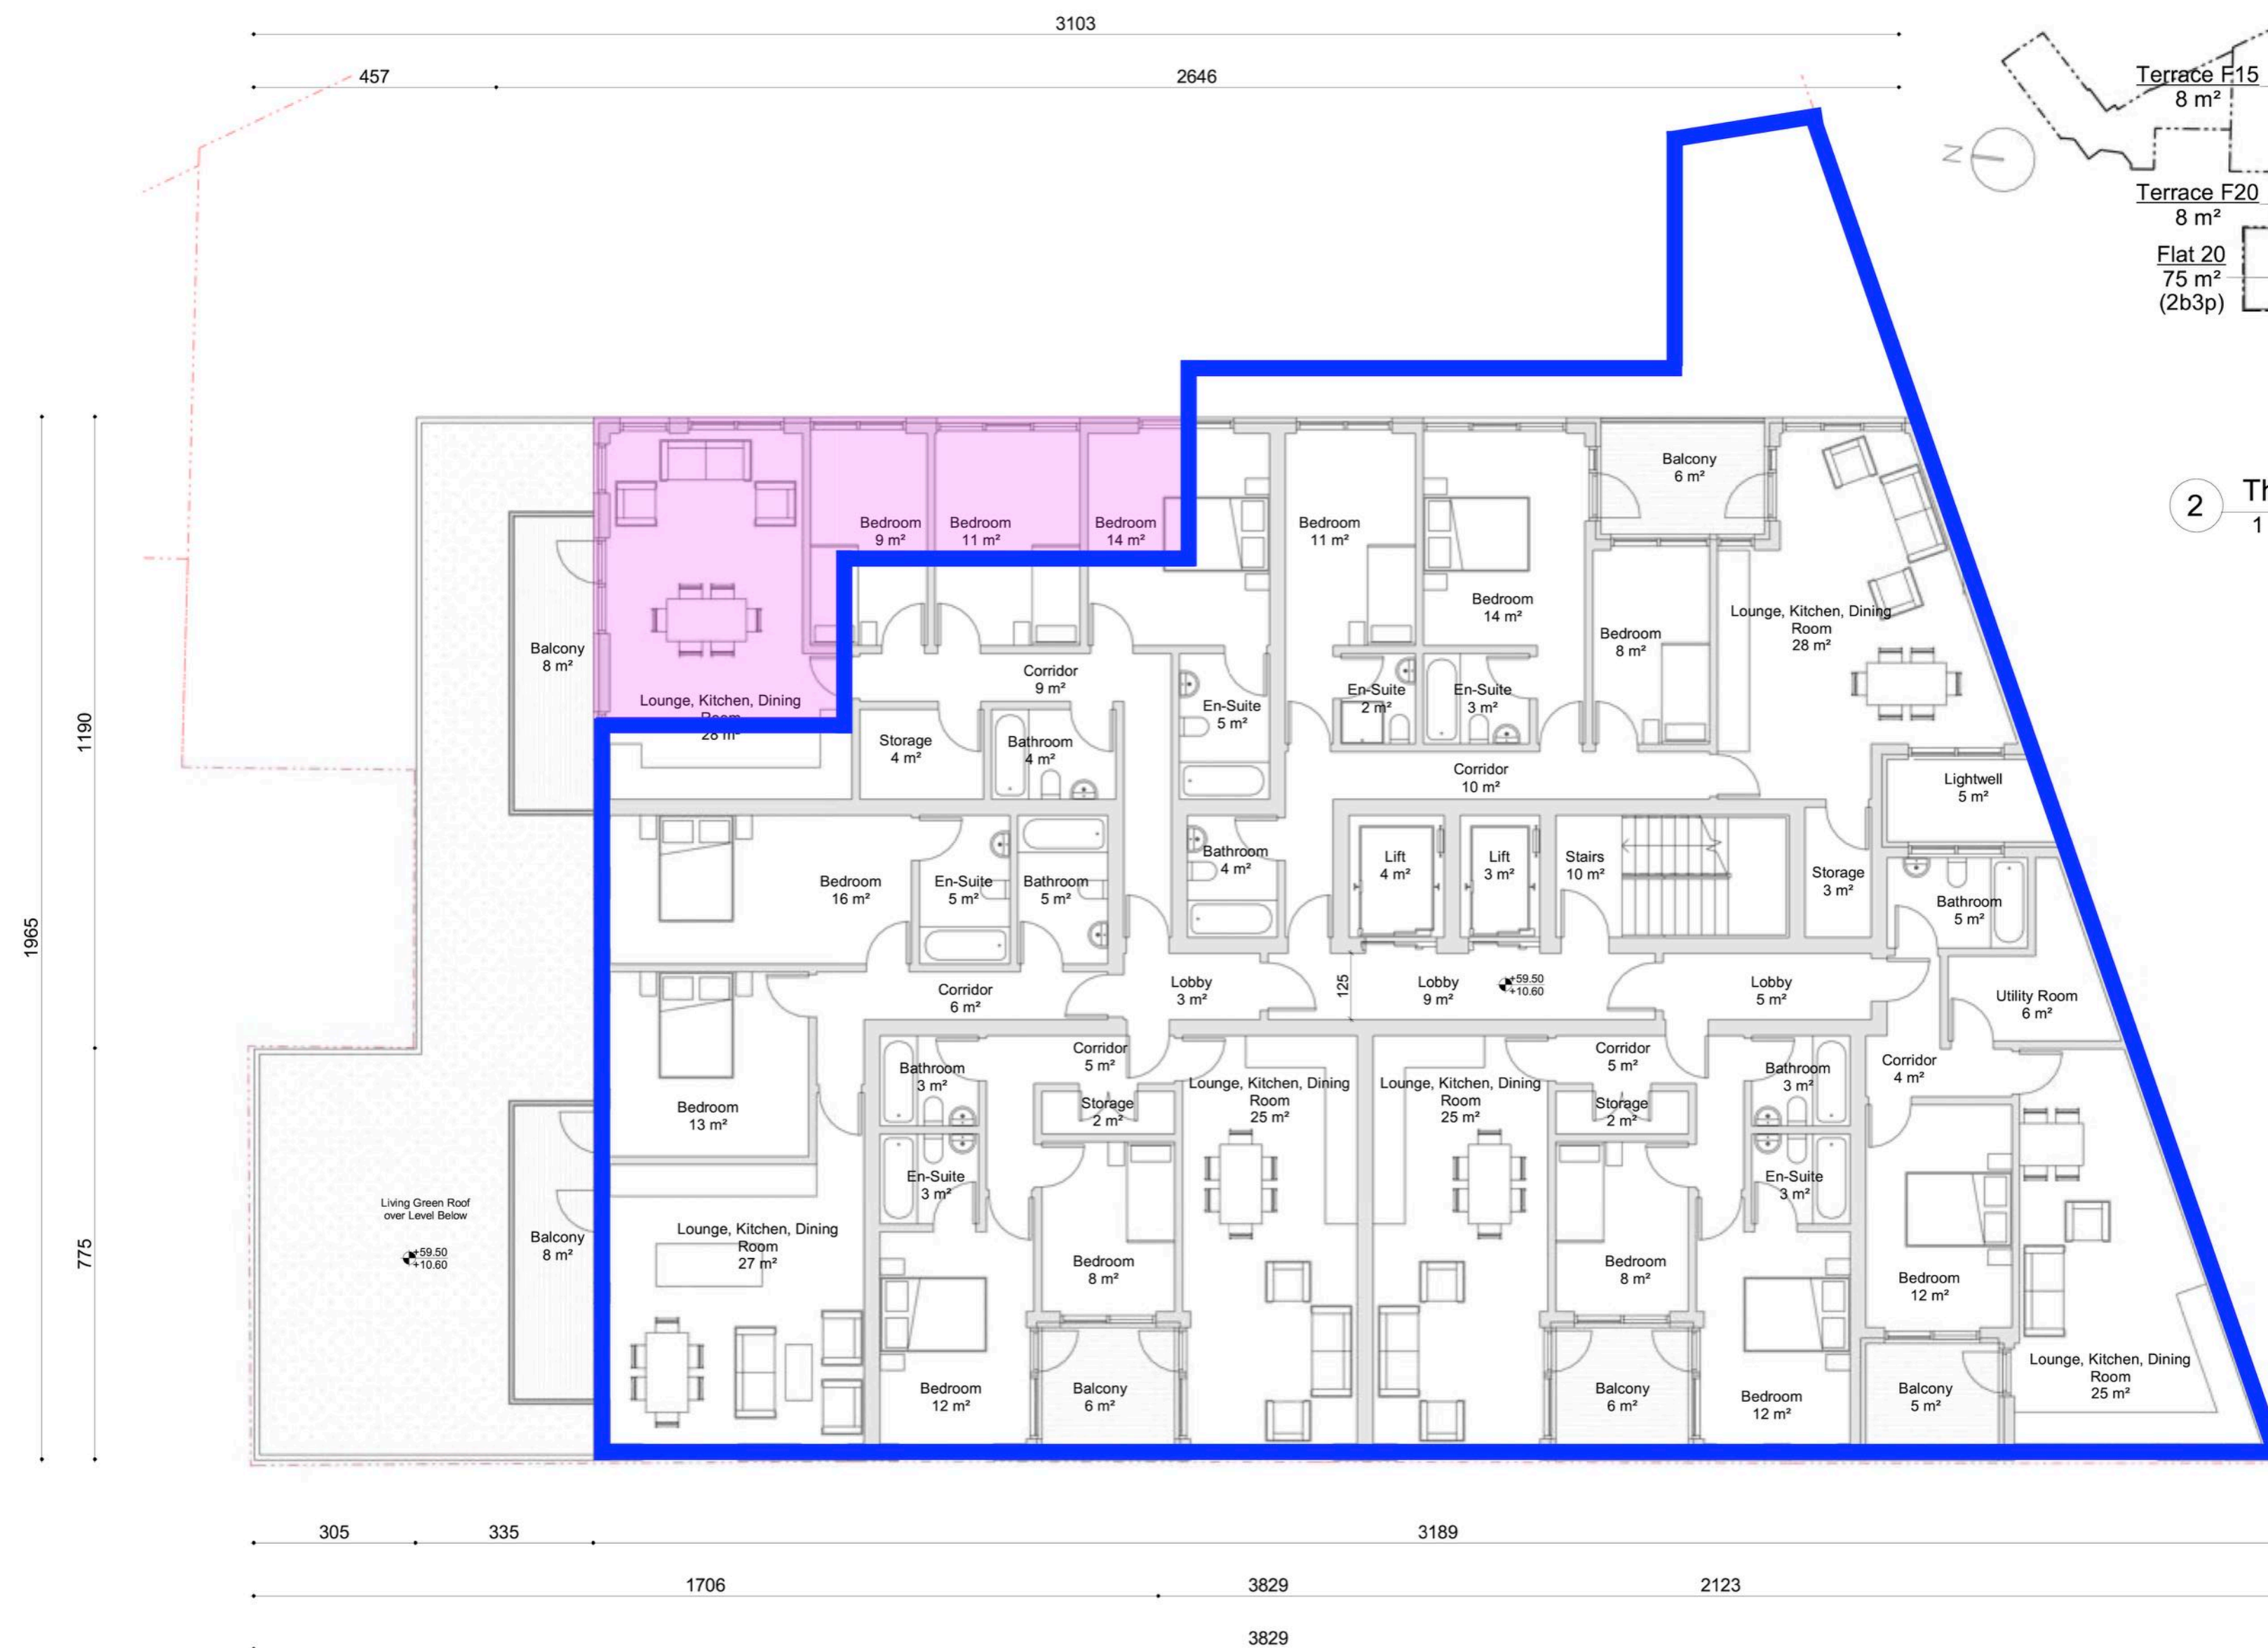 3103
457
2646
Terrace F15
8 m²
N
Terrace F20
8 m²
Flat 20
75 m²
(2b3p)
2
Th
1
Balcony
6 m²
Bedroom
9 m²
Bedroom
11 m²
Bedroom
14 m²
Bedroom
11 m²
Bedroom
14 m²
Lounge, Kitchen, Dining
Room
28 m²
Bedroom
8 m²
Balcony
8 m²
Corridor
9 m²
Lounge, Kitchen, Dining
Room
28 m²
En-Suite
5 m²
En-Suite
2 m²
En-Suite
3 m²
Storage
4 m²
Bathroom
4 m²
Corridor
10 m²
Lightwell
5 m²
1190
1965
775
Bedroom
16 m²
En-Suite
5 m²
Bathroom
5 m²
Bathroom
4 m²
Lift
4 m²
Lift
3 m²
Stairs
10 m²
Storage
3 m²
Bathroom
5 m²
Corridor
6 m²
Lobby
3 m²
125
Lobby
9 m²
+59.50
+10.60
Lobby
5 m²
Utility Room
6 m²
Bedroom
13 m²
Bathroom
3 m²
Corridor
5 m²
Storage
2 m²
Lounge, Kitchen, Dining
Room
25 m²
Lounge, Kitchen, Dining
Room
25 m²
Corridor
5 m²
Storage
2 m²
Bathroom
3 m²
Corridor
4 m²
Living Green Roof
over Level Below
+59.50
+10.60
Balcony
8 m²
Lounge, Kitchen, Dining
Room
27 m²
En-Suite
3 m²
Bedroom
8 m²
Bedroom
8 m²
En-Suite
3 m²
Bedroom
12 m²
Bedroom
12 m²
Balcony
6 m²
Balcony
6 m²
Bedroom
12 m²
Balcony
5 m²
Lounge, Kitchen, Dining
Room
25 m²
305
335
3189
1706
3829
2123
3829